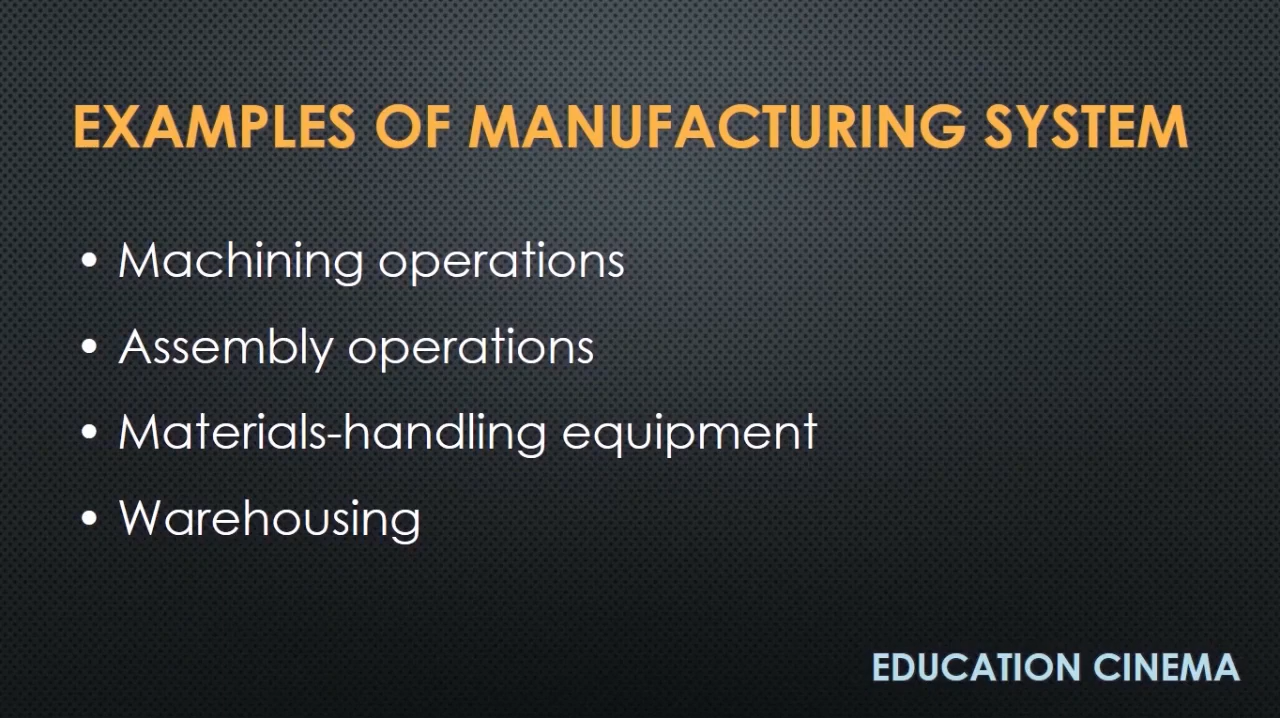 EXAMPLES OF MANUFACTURING SYSTEM
• Machining operations
• Assembly operations
• Materials-handling equipment
• Warehousing
EDUCATION CINEMA